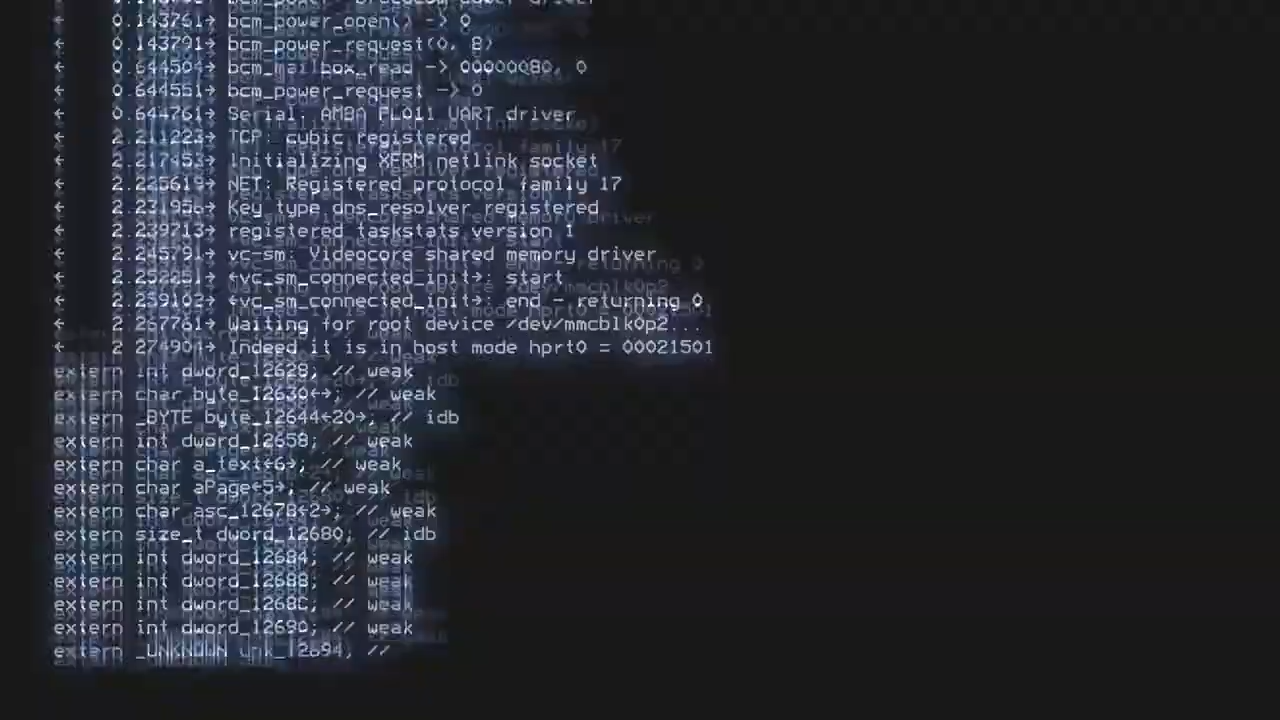 ← 0.143761→ bcm_power_open() -> 0
← 0.143791→ bcm_power_request(0, 8)
← 0.644504→ bcm_mailbox_read -> 00000080, 0
← 0.644551→ bcm_power_request -> 0
← 0.644761→ Serial: AMBA PL011 UART driver
← 2.211223→ TCP: cubic registered
← 2.217453→ Initializing XFRM netlink socket
← 2.225619→ NET: Registered protocol family 17
← 2.231956→ Key type dns_resolver registered
← 2.239713→ registered taskstats version 1
← 2.245791→ vc-sm: Videocore shared memory driver
← 2.252251→ ←vc_sm_connected_init→: start
← 2.259102→ ←vc_sm_connected_init→: end - returning 0
← 2.267761→ Waiting for root device /dev/mmcblk0p2...
← 2 274904→ Indeed it is in host mode hprt0 = 00021501
extern int dword_12628; // weak
extern char byte_12630←→; // weak
extern _BYTE byte_12644←20→; // idb
extern int dword_12658; // weak
extern char a_text←6→; // weak
extern char aPage←5→; // weak
extern char asc_12678←2→; // weak
extern size_t dword_12680; // idb
extern int dword_12684; // weak
extern int dword_12688; // weak
extern int dword_1268C; // weak
extern int dword_12690; // weak
extern _UNKNOWN unk_12694; //